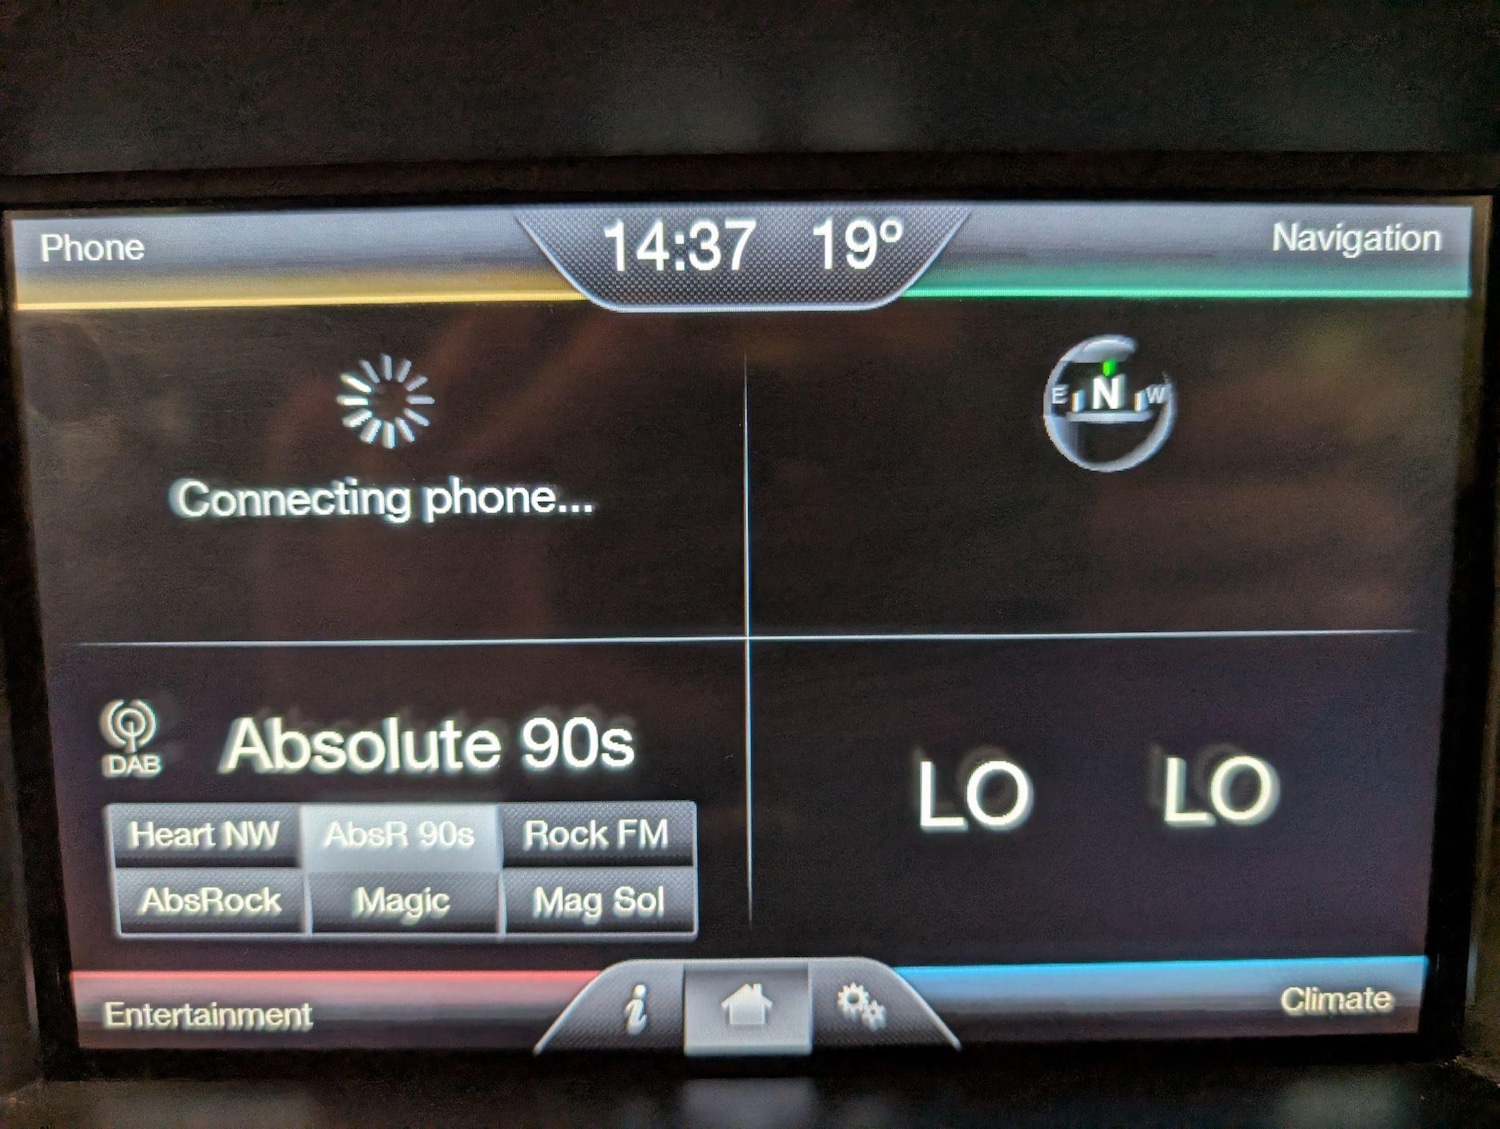 Phone
14:37 19º
Navigation
E N W
Connecting phone...
DAB
Absolute 90s
Heart NW AbsR 90s Rock FM
AbsRock Magic Mag Sol
LO LO
Entertainment
i
Climate